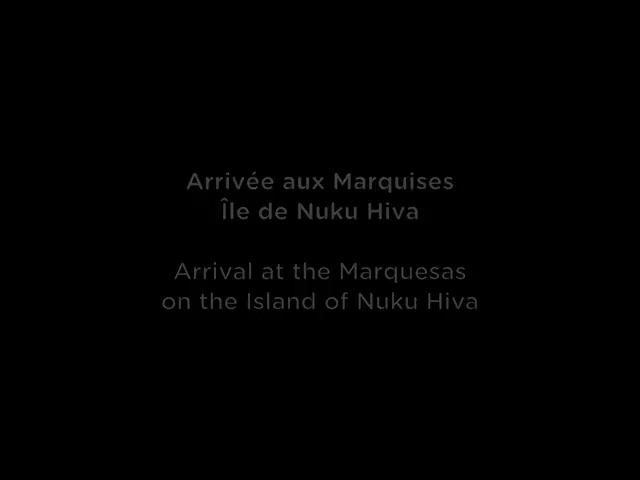 Arrivée aux Marquises
Île de Nuku Hiva
Arrival at the Marquesas
on the Island of Nuku Hiva